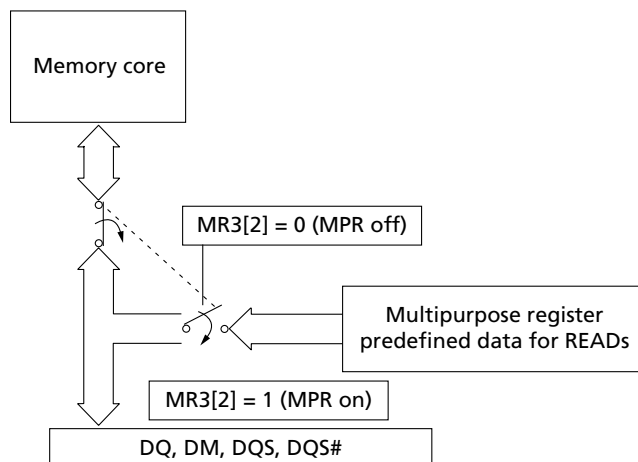 Memory core
MR3[2] = 0 (MPR off)
Multipurpose register
predefined data for READs
MR3[2] = 1 (MPR on)
DQ, DM, DQS, DQS#